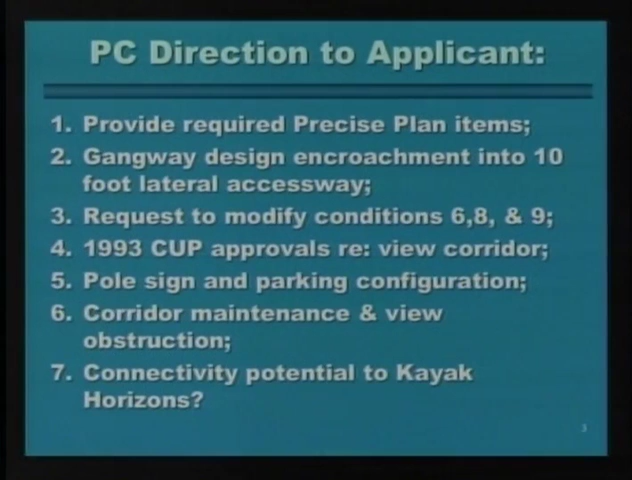 PC Direction to Applicant:
1. Provide required Precise Plan items;
2. Gangway design encroachment into 10
foot lateral accessway;
3. Request to modify conditions 6,8, & 9;
4. 1993 CUP approvals re: view corridor;
5. Pole sign and parking configuration;
6. Corridor maintenance & view
obstruction;
7. Connectivity potential to Kayak
Horizons?
3